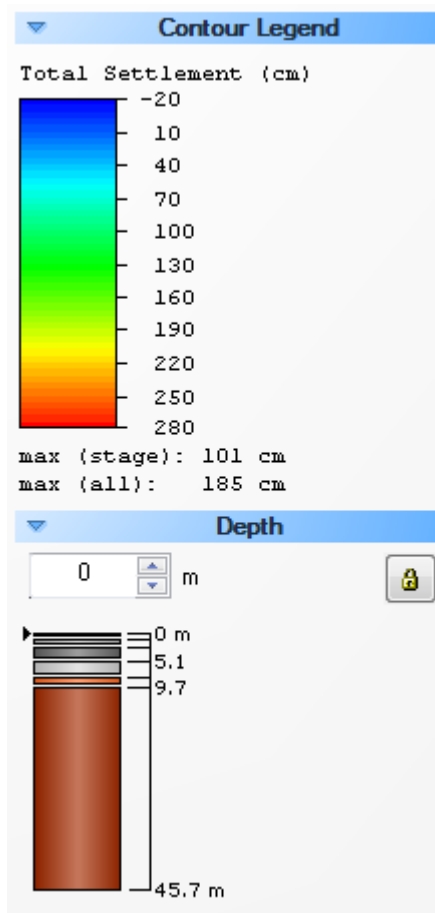 Contour Legend
Total Settlement (cm)
-20
10
40
70
100
130
160
190
220
250
280
max (stage): 101 cm
max (all): 185 cm
Depth
0 m
0 m
5.1
9.7
45.7 m